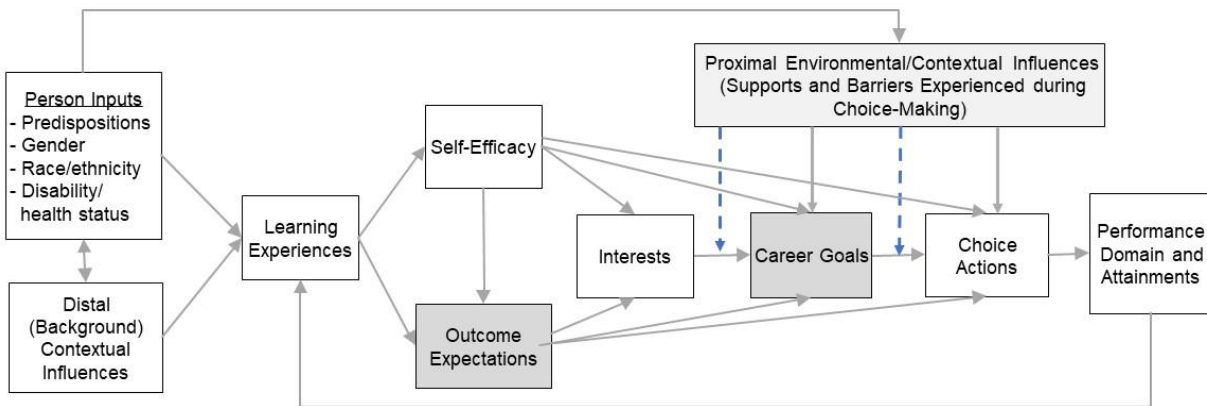 Proximal Environmental/Contextual Influences
(Supports and Barriers Experienced during
Choice-Making)
Person Inputs
- Predispositions
- Gender
- Race/ethnicity
- Disability/
health status
Self-Efficacy
Learning
Experiences
Interests
Career Goals
Choice
Actions
Performance
Domain and
Attainments
Distal
(Background)
Contextual
Influences
Outcome
Expectations